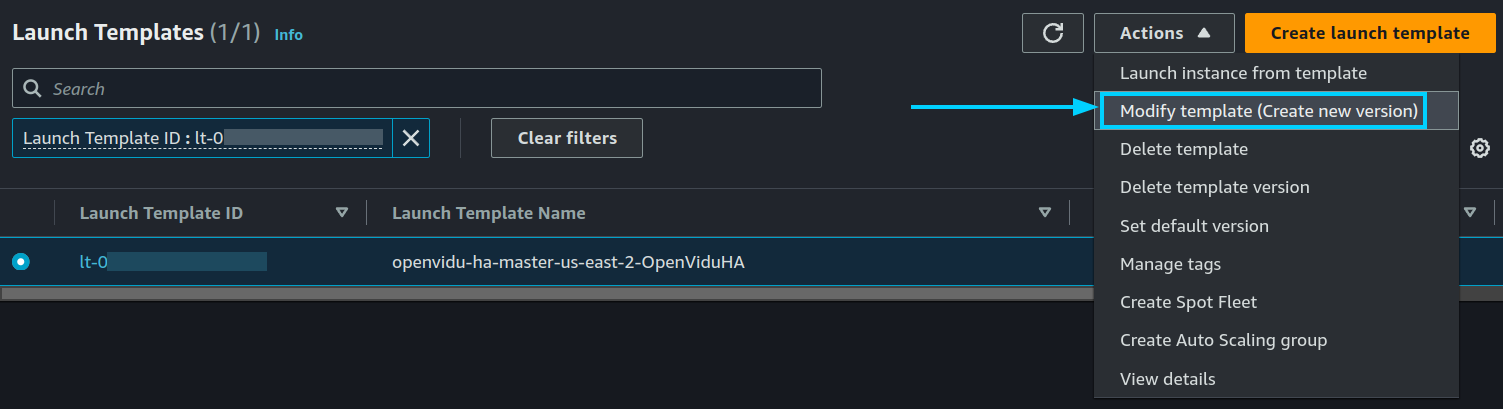 Launch Templates (1/1) Info
Actions
Create launch template
Search
Launch Template ID : lt-0
Clear filters
Launch instance from template
Modify template (Create new version)
Delete template
Delete template version
Set default version
Manage tags
Create Spot Fleet
Create Auto Scaling group
View details
Launch Template ID
Launch Template Name
lt-0
openvidu-ha-master-us-east-2-OpenViduHA